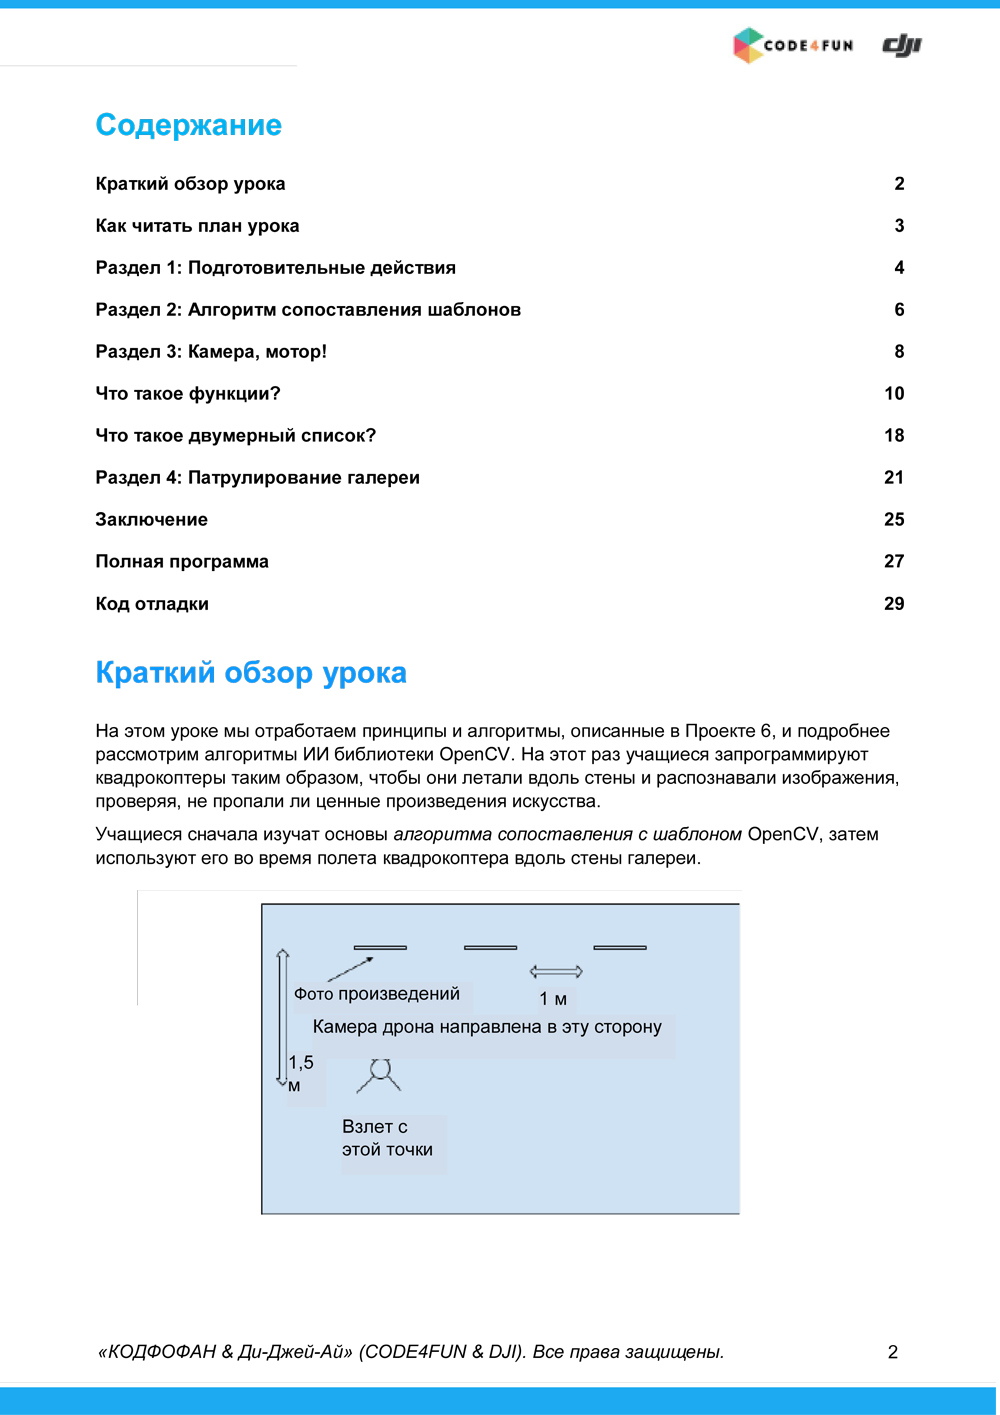 CODE4FUN dji
Содержание
Краткий обзор урока 2
Как читать план урока 3
Раздел 1: Подготовительные действия 4
Раздел 2: Алгоритм сопоставления шаблонов 6
Раздел 3: Камера, мотор! 8
Что такое функции? 10
Что такое двумерный список? 18
Раздел 4: Патрулирование галереи 21
Заключение 25
Полная программа 27
Код отладки 29
Краткий обзор урока
На этом уроке мы отработаем принципы и алгоритмы, описанные в Проекте 6, и подробнее
рассмотрим алгоритмы ИИ библиотеки OpenCV. На этот раз учащиеся запрограммируют
квадрокоптеры таким образом, чтобы они летали вдоль стены и распознавали изображения,
проверяя, не пропали ли ценные произведения искусства.
Учащиеся сначала изучат основы алгоритма сопоставления с шаблоном OpenCV, затем
используют его во время полета квадрокоптера вдоль стены галереи.
Фото произведений
1 м
Камера дрона направлена в эту сторону
1,5
м
Взлет с
этой точки
«КОДФОФАН & Ди-Джей-Ай» (CODE4FUN & DJI). Все права защищены. 2